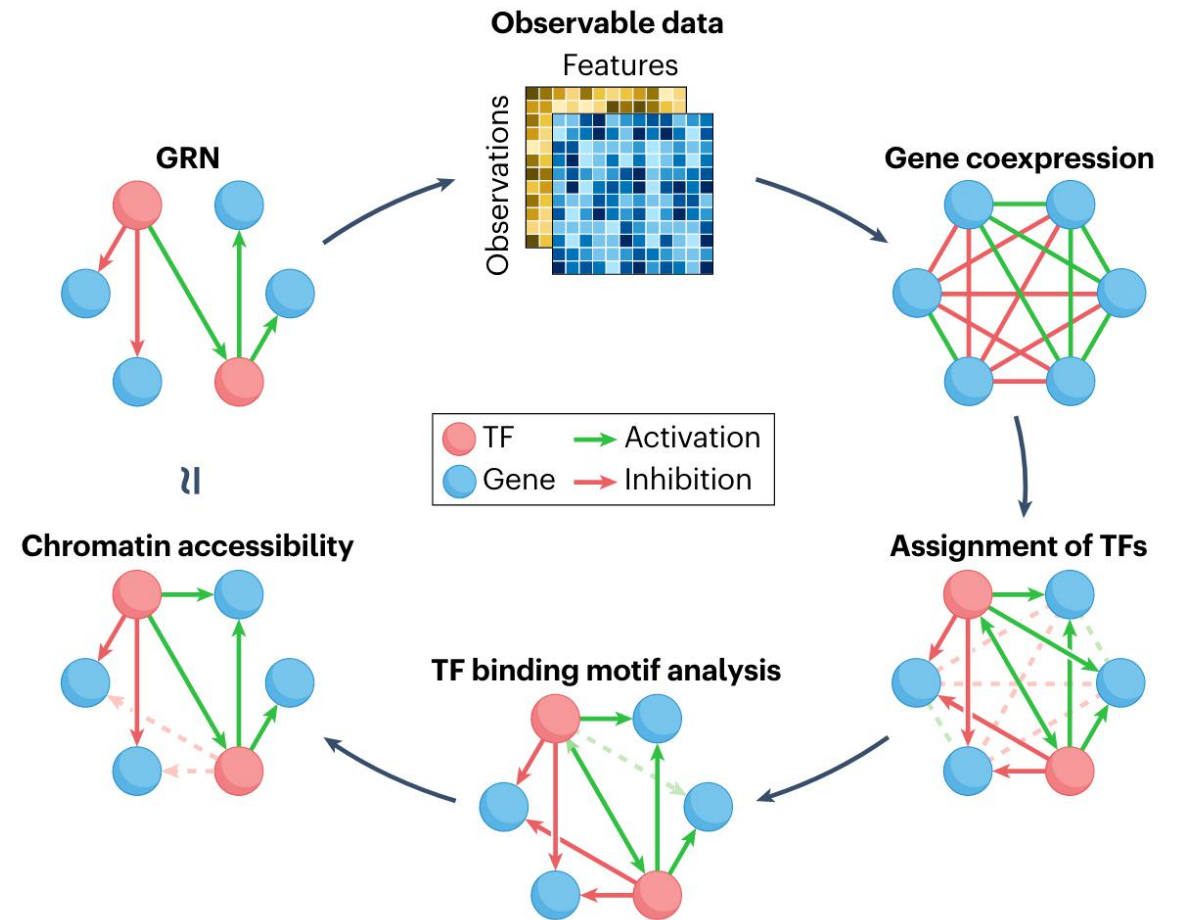 Observable data
Features
Observations
GRN
Gene coexpression
TF
Activation
Gene
Inhibition
≃
Chromatin accessibility
Assignment of TFs
TF binding motif analysis